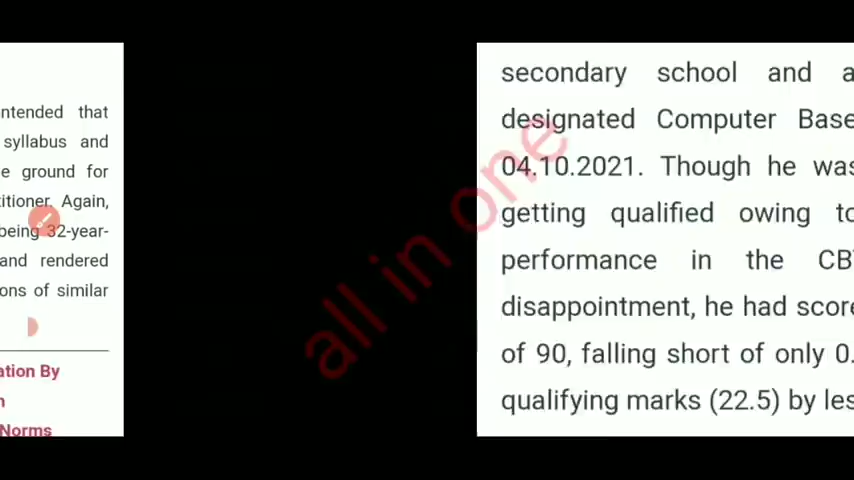 ntended that
syllabus and
e ground for
titioner. Again,
being 32-year-
and rendered
ons of similar
ation By
n
Norms
all in one
secondary school and a
designated Computer Base
04.10.2021. Though he was
getting qualified owing to
performance in the CBT
disappointment, he had score
of 90, falling short of only 0.
qualifying marks (22.5) by les